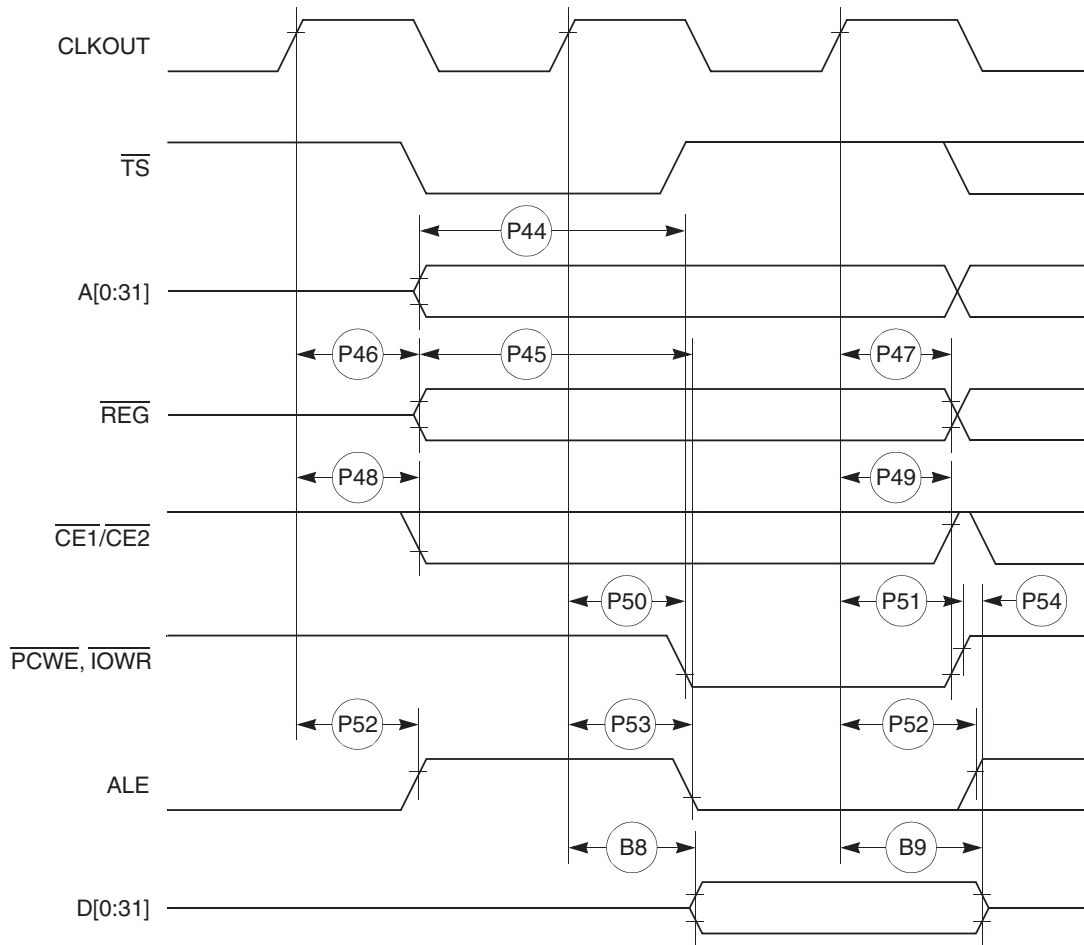 CLKOUT
TS
P44
A[0:31]
P46 P45 P47
REG
P48 P49
CE1/CE2
P50 P51 P54
PCWE, IOWR
P52 P53 P52
ALE
B8 B9
D[0:31]